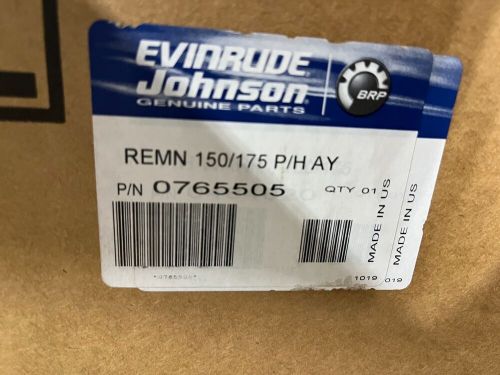 EVINRUDE
Johnson
GENUINE PARTS
BRP
REMN 150/175 P/H AY
P/N 0765505 QTY 01
MADE IN US
MADE IN US
*0765505*
1019
019